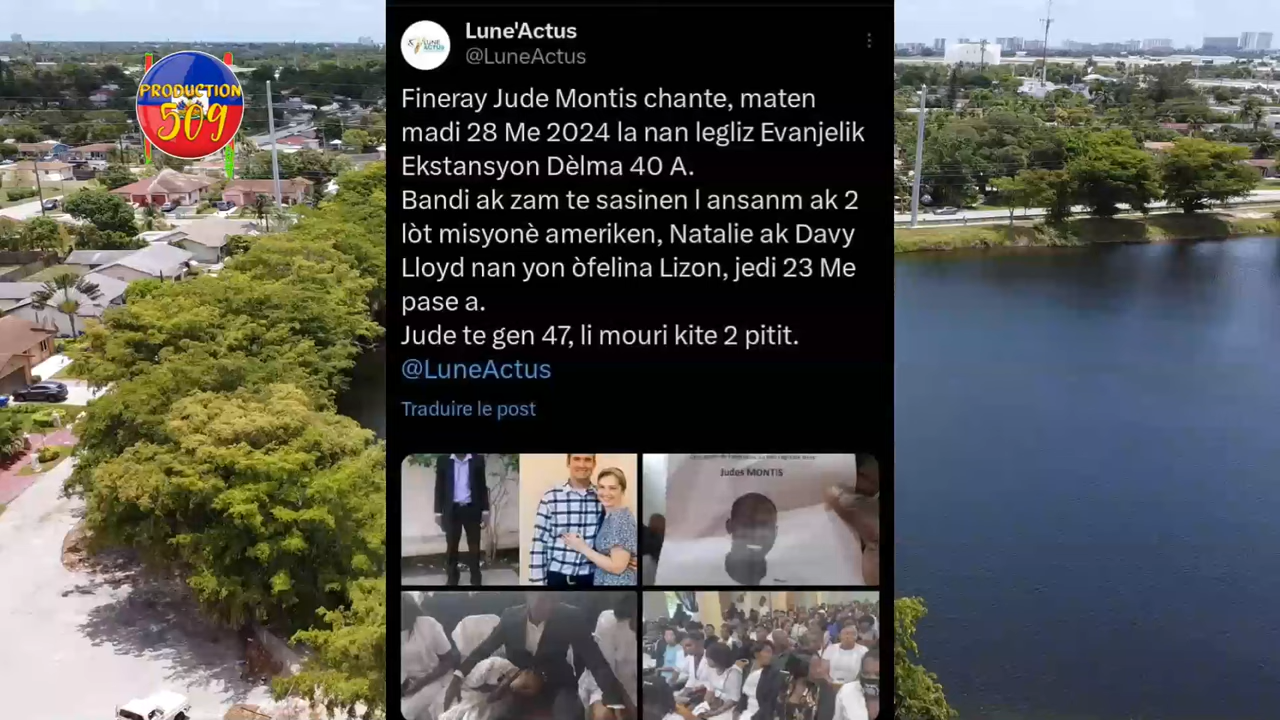 PRODUCTION
509
Lune'Actus
@LuneActus
Fineray Jude Montis chante, maten
madi 28 Me 2024 la nan legliz Evanjelik
Ekstansyon Dèlma 40 A.
Bandi ak zam te sasinen l ansanm ak 2
lòt misyonè ameriken, Natalie ak Davy
Lloyd nan yon òfelina Lizon, jedi 23 Me
pase a.
Jude te gen 47, li mouri kite 2 pitit.
@LuneActus
Traduire le post
Judes MONTIS